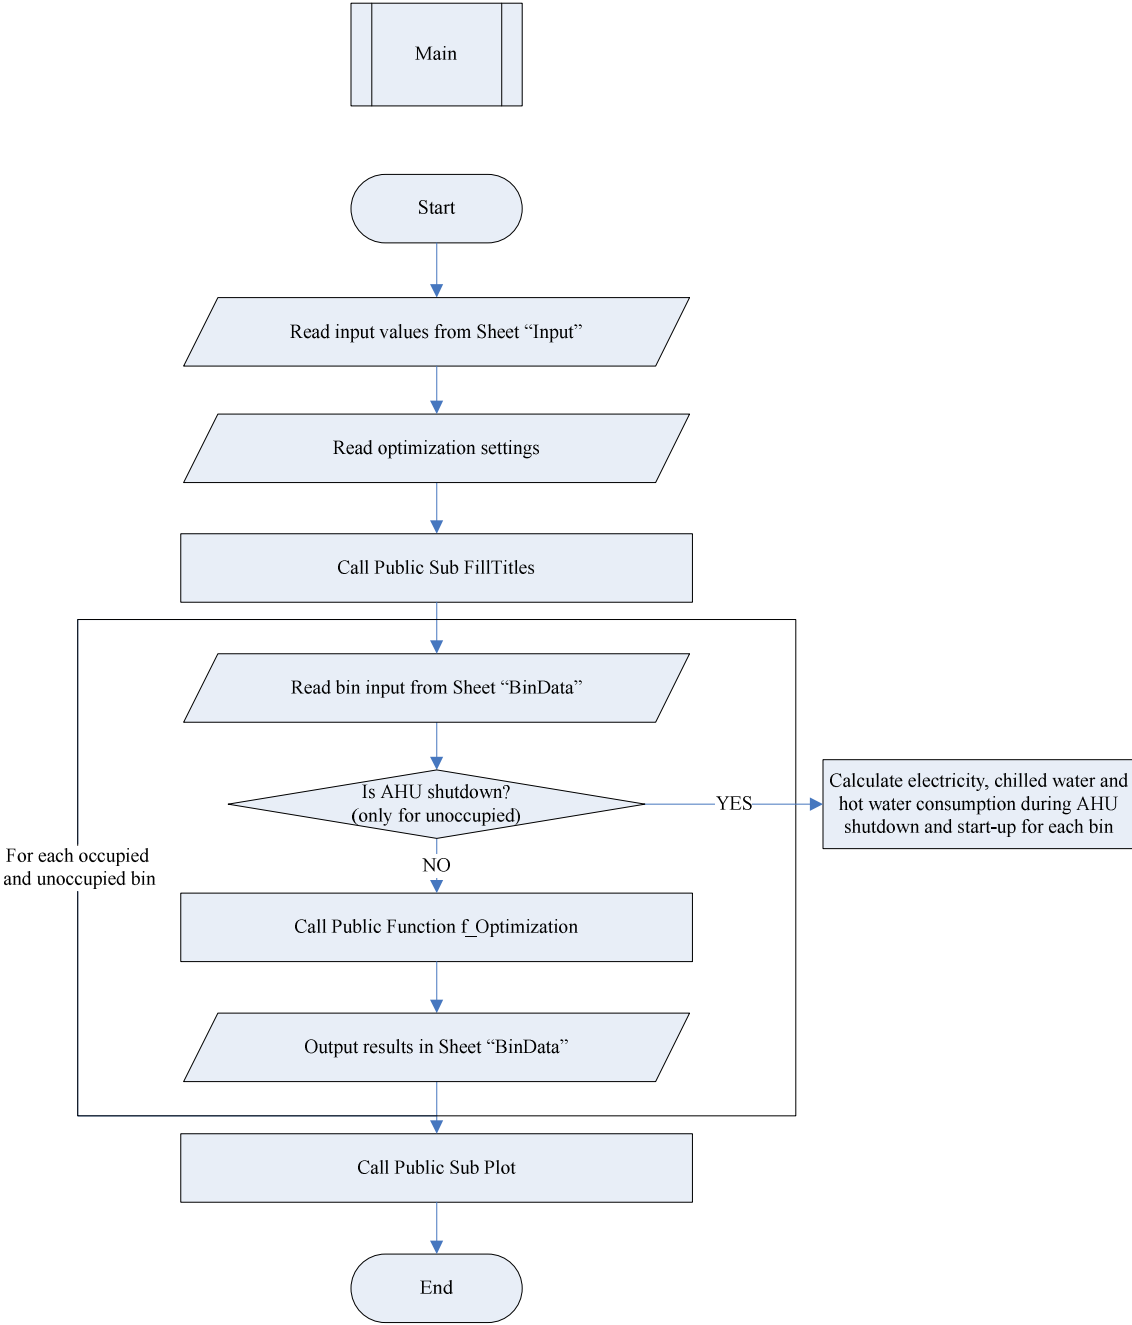 Main
Start
Read input values from Sheet “Input”
Read optimization settings
Call Public Sub FillTitles
Read bin input from Sheet “BinData”
Is AHU shutdown?
(only for unoccupied)
YES
Calculate electricity, chilled water and
hot water consumption during AHU
shutdown and start-up for each bin
For each occupied
and unoccupied bin
NO
Call Public Function f_Optimization
Output results in Sheet “BinData”
Call Public Sub Plot
End